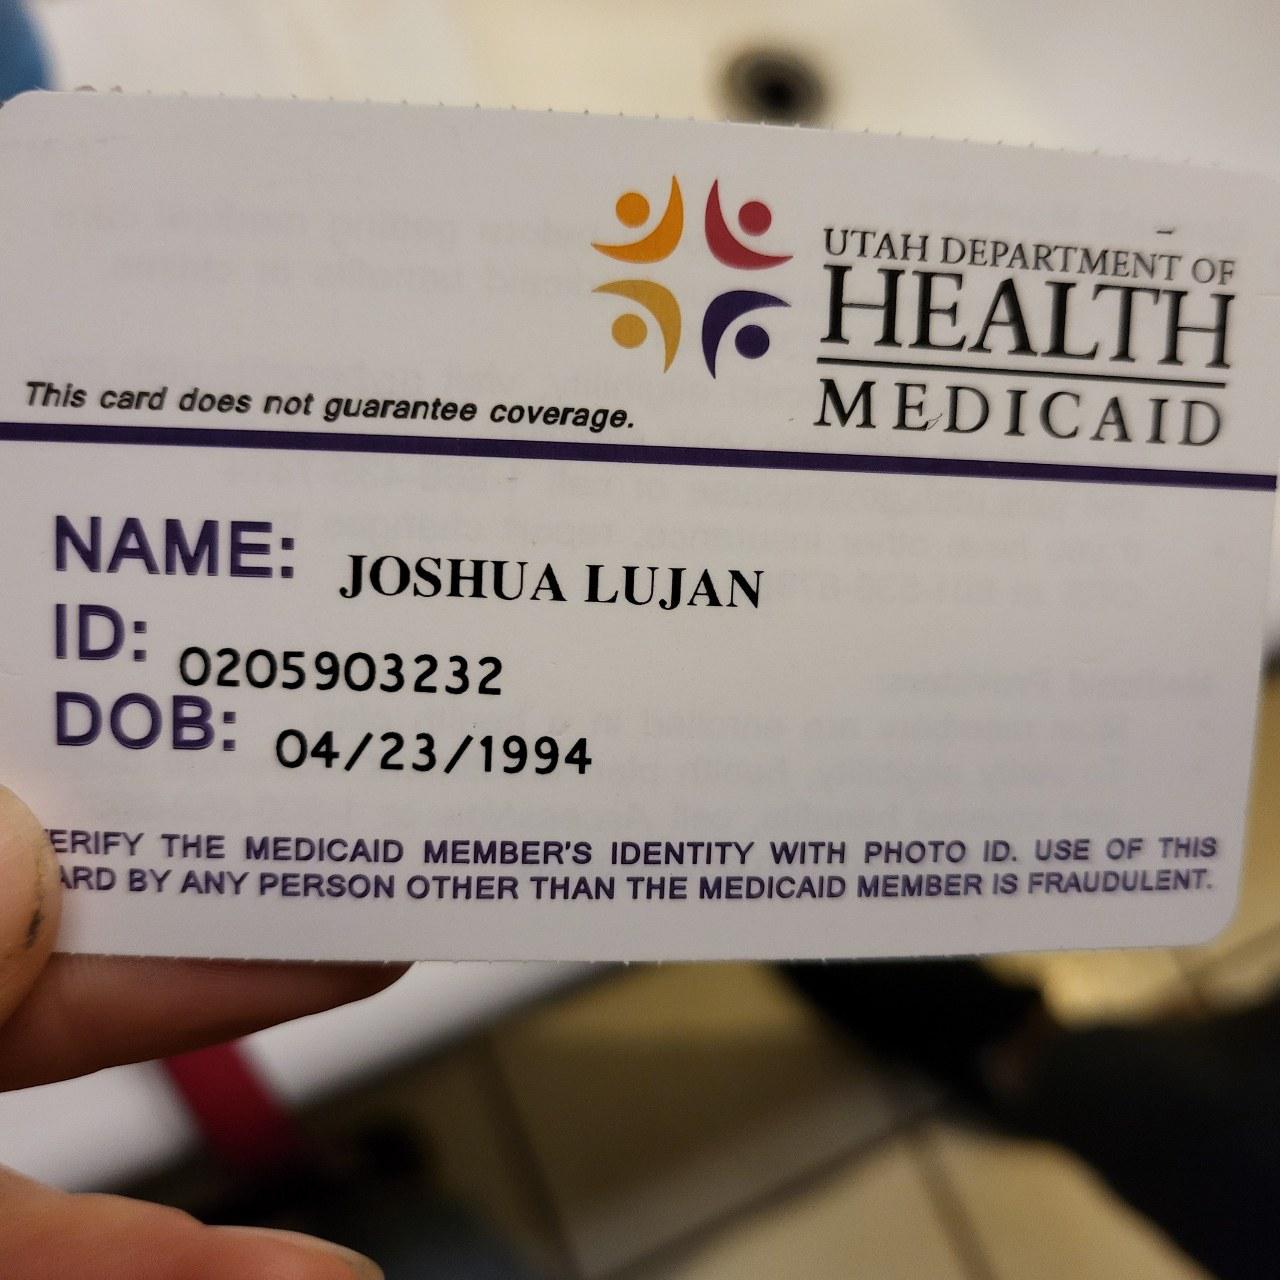 UTAH DEPARTMENT OF
HEALTH
MEDICAID
This card does not guarantee coverage.
NAME: JOSHUA LUJAN
ID: 0205903232
DOB: 04/23/1994
ERIFY THE MEDICAID MEMBER'S IDENTITY WITH PHOTO ID. USE OF THIS
ARD BY ANY PERSON OTHER THAN THE MEDICAID MEMBER IS FRAUDULENT.